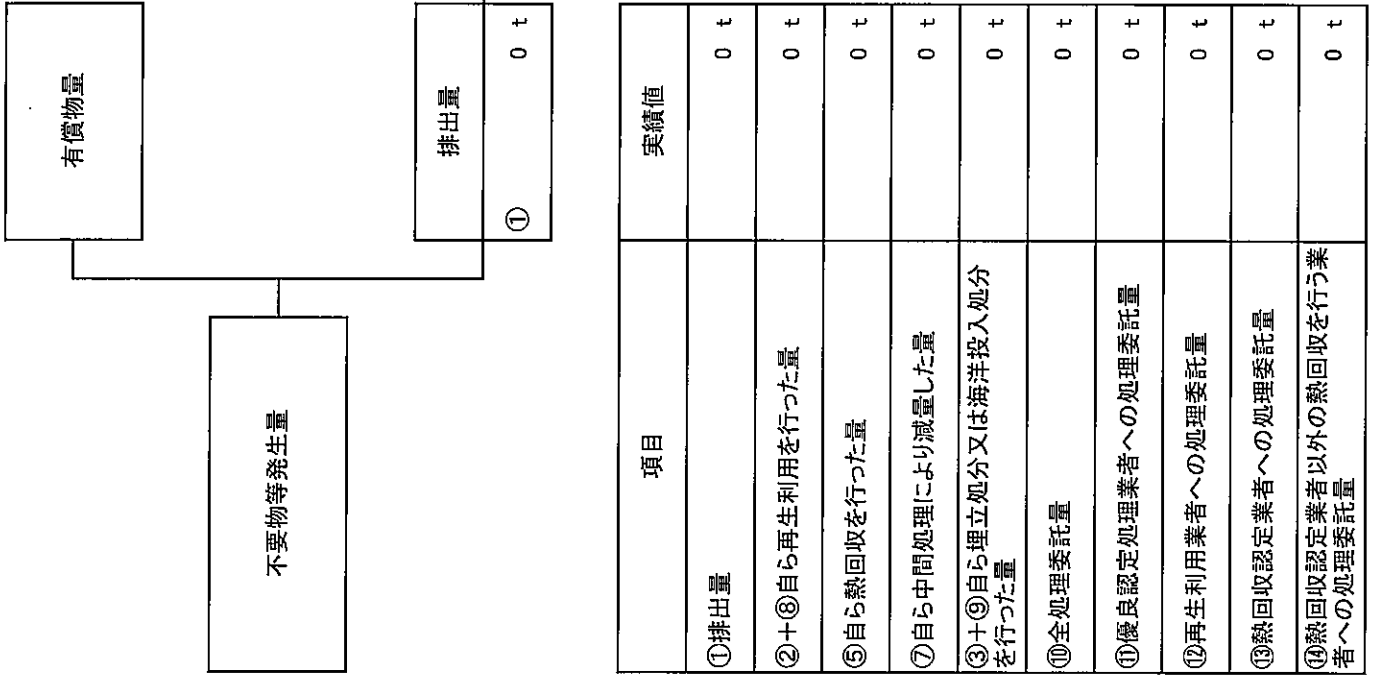 不要物等発生量
有償物量
排出量
① 0 t
項目 実績値
①排出量 0 t
②+⑧自ら再生利用を行った量 0 t
⑤自ら熱回収を行った量 0 t
⑦自ら中間処理により減量した量 0 t
③+⑨自ら埋立処分又は海洋投入処分
を行った量 0 t
⑩全処理委託量 0 t
⑪優良認定処理業者への処理委託量 0 t
⑫再生利用業者への処理委託量 0 t
⑬熱回収認定業者への処理委託量 0 t
⑭熱回収認定業者以外の熱回収を行う業
者への処理委託量 0 t